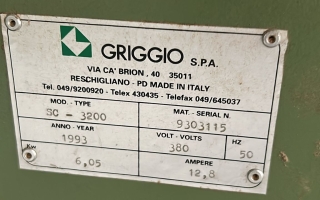 GRIGGIO S.P.A.
VIA CA' BRION, 40 35011
RESCHIGLIANO - PD MADE IN ITALY
Tel. 049/9200920 - Telex 430435 - Telefax 049/645037
MOD. - TYPE MAT. - SERIAL N.
SC - 3200 9303115
ANNO - YEAR VOLT - VOLTS HZ
1993 380 50
KW AMPERE
6,05 12,8